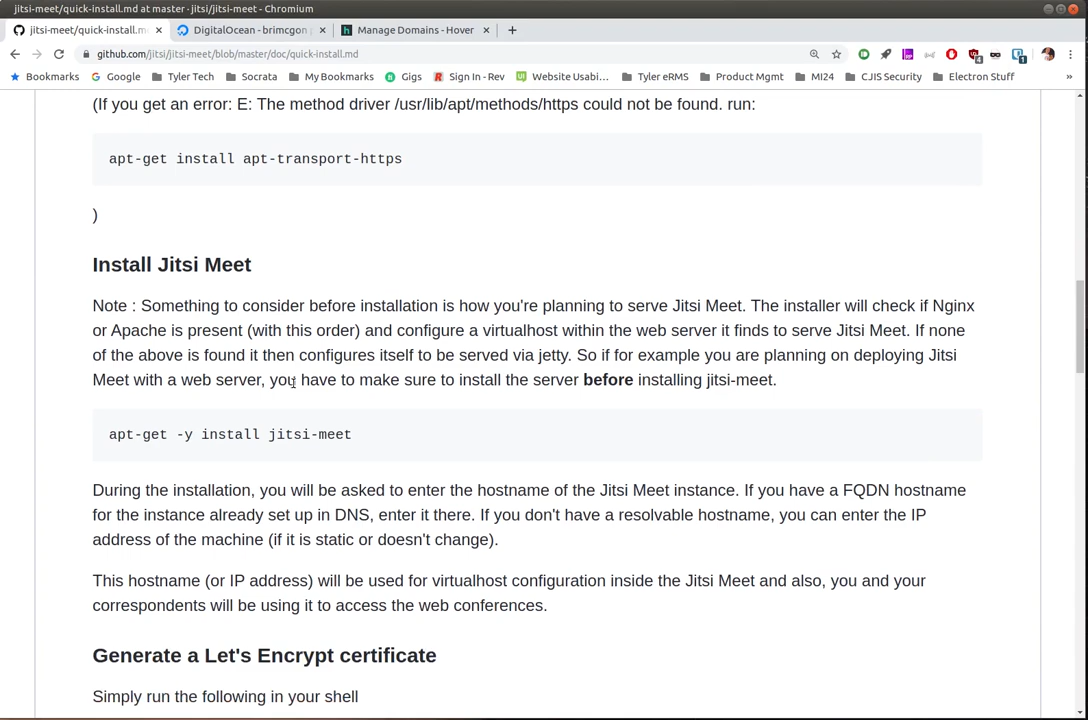 jitsi-meet/quick-install.md at master · jitsi/jitsi-meet - Chromium
jitsi-meet/quick-install.m
DigitalOcean - brimcgon
Manage Domains - Hover
github.com/jitsi/jitsi-meet/blob/master/doc/quick-install.md
Bookmarks Google Tyler Tech Socrata My Bookmarks Gigs Sign In - Rev Website Usabi... Tyler eRMS Product Mgmt MI24 CJIS Security Electron Stuff »
(If you get an error: E: The method driver /usr/lib/apt/methods/https could not be found. run:
apt-get install apt-transport-https
)
Install Jitsi Meet
Note : Something to consider before installation is how you're planning to serve Jitsi Meet. The installer will check if Nginx
or Apache is present (with this order) and configure a virtualhost within the web server it finds to serve Jitsi Meet. If none
of the above is found it then configures itself to be served via jetty. So if for example you are planning on deploying Jitsi
Meet with a web server, you have to make sure to install the server before installing jitsi-meet.
apt-get -y install jitsi-meet
During the installation, you will be asked to enter the hostname of the Jitsi Meet instance. If you have a FQDN hostname
for the instance already set up in DNS, enter it there. If you don't have a resolvable hostname, you can enter the IP
address of the machine (if it is static or doesn't change).
This hostname (or IP address) will be used for virtualhost configuration inside the Jitsi Meet and also, you and your
correspondents will be using it to access the web conferences.
Generate a Let's Encrypt certificate
Simply run the following in your shell